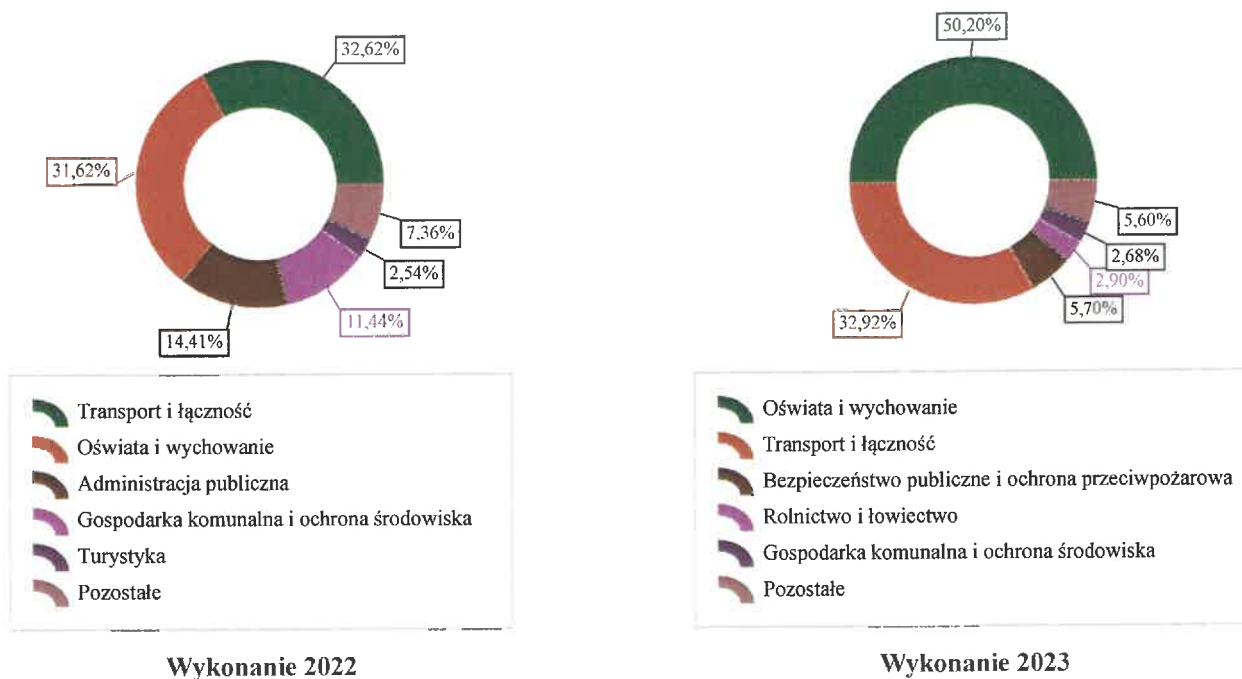 32,62%
31,62%
7,36%
2,54%
11,44%
14,41%
Transport i łączność
Oświata i wychowanie
Administracja publiczna
Gospodarka komunalna i ochrona środowiska
Turystyka
Pozostałe
Wykonanie 2022
50,20%
5,60%
2,68%
2,90%
5,70%
32,92%
Oświata i wychowanie
Transport i łączność
Bezpieczeństwo publiczne i ochrona przeciwpożarowa
Rolnictwo i łowiectwo
Gospodarka komunalna i ochrona środowiska
Pozostałe
Wykonanie 2023